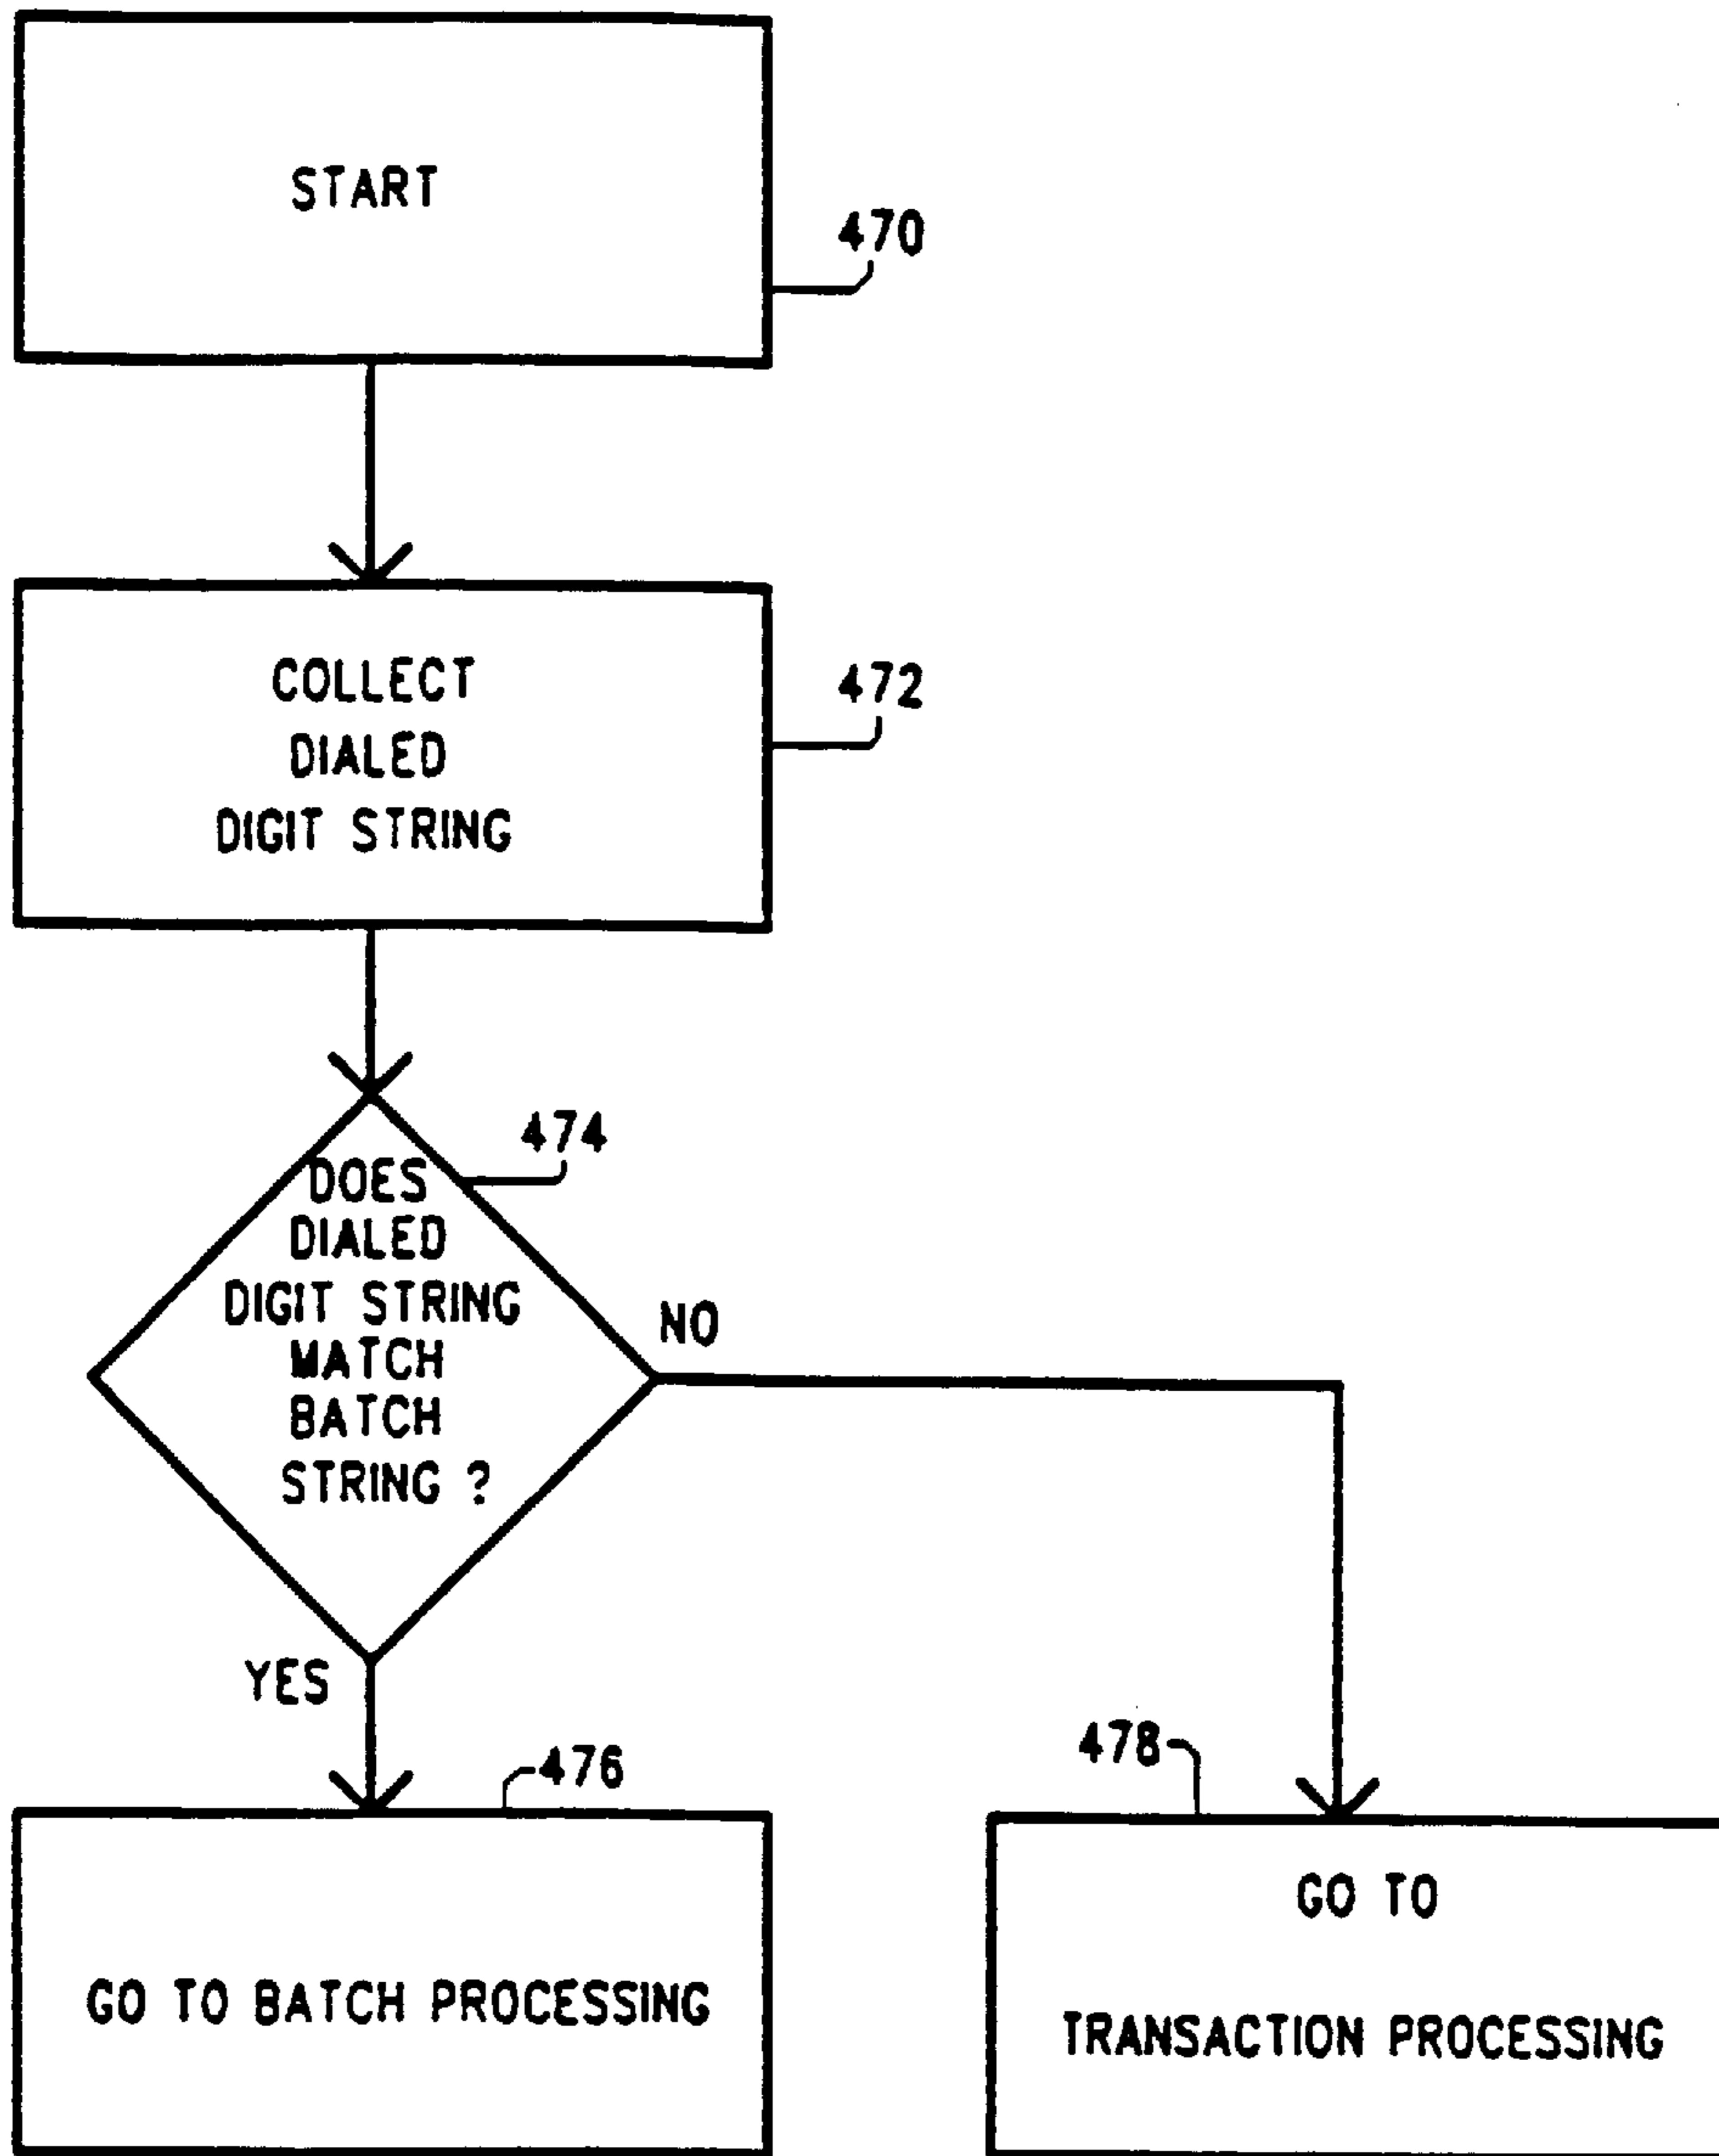 START
470
COLLECT
DIALED
DIGIT STRING
472
474
DOES
DIALED
DIGIT STRING
MATCH
BATCH
STRING ?
NO
YES
476
GO TO BATCH PROCESSING
478
GO TO
TRANSACTION PROCESSING